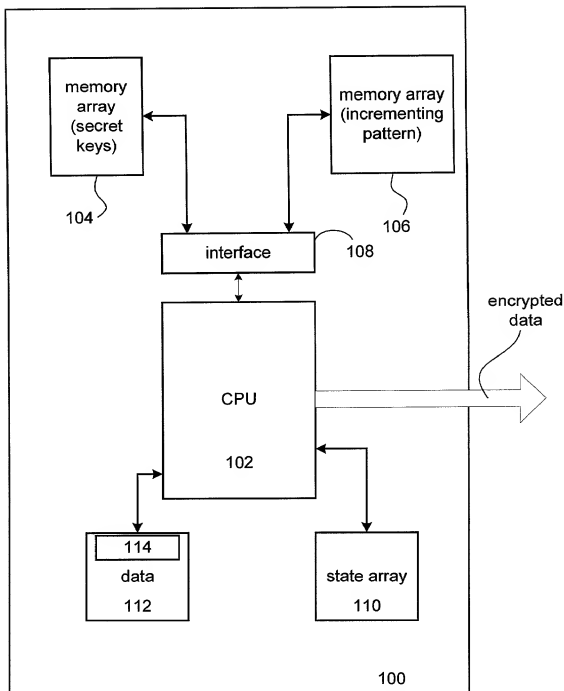 memory
array
(secret
keys)
104
memory array
(incrementing
pattern)
106
interface
108
encrypted
data
CPU
102
114
data
112
state array
110
100